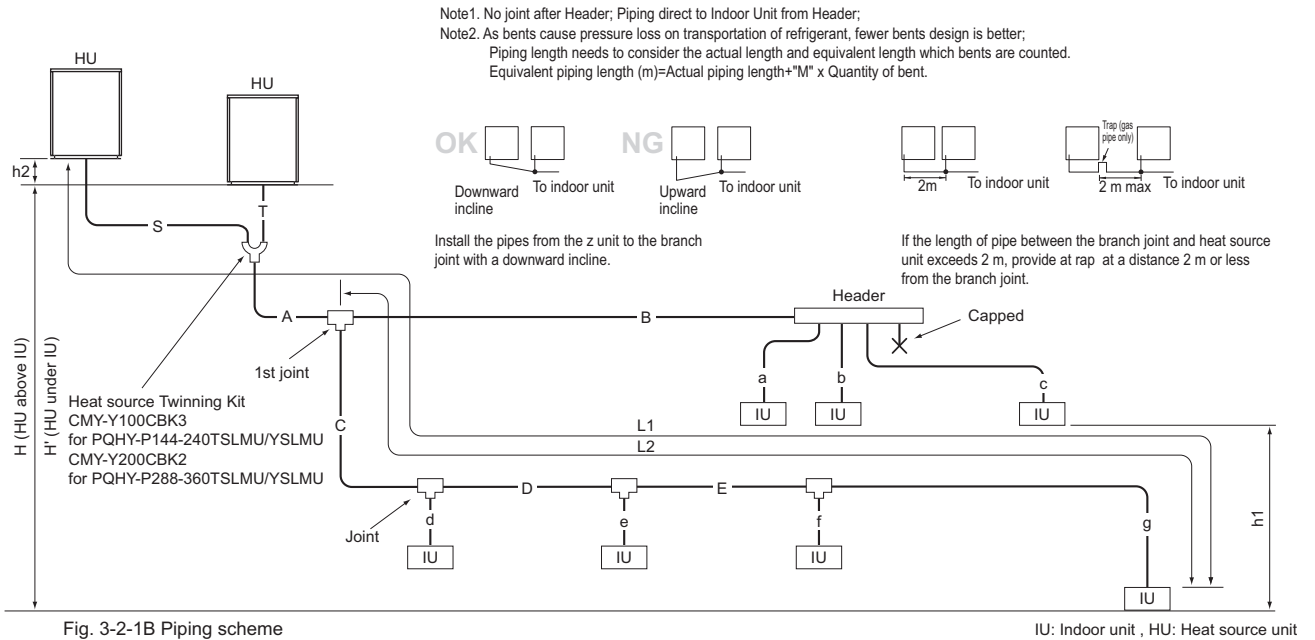 Note1. No joint after Header; Piping direct to Indoor Unit from Header;
Note2. As bents cause pressure loss on transportation of refrigerant, fewer bents design is better;
Piping length needs to consider the actual length and equivalent length which bents are counted.
Equivalent piping length (m)=Actual piping length+"M" x Quantity of bent.
HU
HU
h2
OK
NG
Downward
incline
To indoor unit
Upward
incline
To indoor unit
2m
To indoor unit
Trap (gas
pipe only)
2 m max
To indoor unit
Install the pipes from the z unit to the branch
joint with a downward incline.
If the length of pipe between the branch joint and heat source
unit exceeds 2 m, provide at rap at a distance 2 m or less
from the branch joint.
S
T
A
B
Header
Capped
1st joint
H (HU above IU)
H' (HU under IU)
Heat source Twinning Kit
CMY-Y100CBK3
for PQHY-P144-240TSLMU/YSLMU
CMY-Y200CBK2
for PQHY-P288-360TSLMU/YSLMU
a
b
c
IU
IU
IU
C
L1
L2
D
E
Joint
d
e
f
g
h1
IU
IU
IU
IU
Fig. 3-2-1B Piping scheme
IU: Indoor unit , HU: Heat source unit